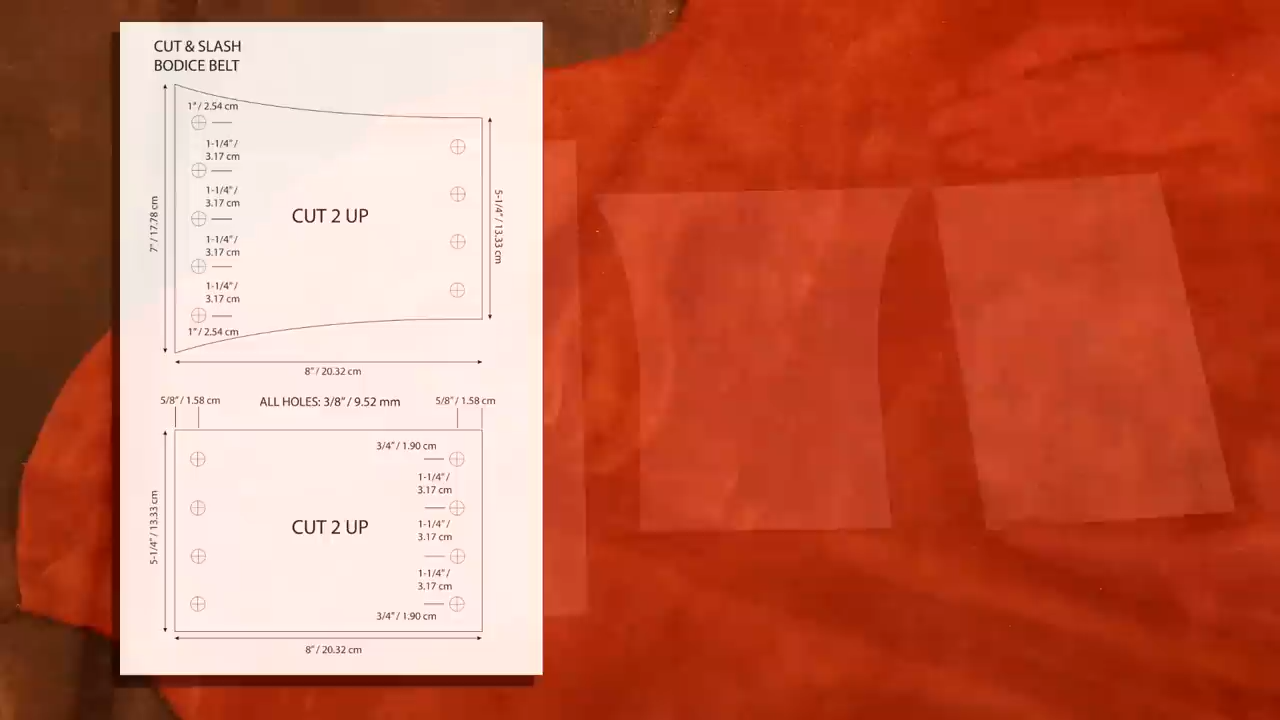 CUT & SLASH
BODICE BELT
1" / 2.54 cm
1-1/4" /
3.17 cm
1-1/4" /
3.17 cm
1-1/4" /
3.17 cm
1-1/4" /
3.17 cm
1" / 2.54 cm
7" / 17.78 cm
CUT 2 UP
5-1/4" / 13.33 cm
8" / 20.32 cm
5/8" / 1.58 cm
ALL HOLES: 3/8" / 9.52 mm
5/8" / 1.58 cm
5-1/4" / 13.33 cm
CUT 2 UP
3/4" / 1.90 cm
1-1/4" /
3.17 cm
1-1/4" /
3.17 cm
1-1/4" /
3.17 cm
3/4" / 1.90 cm
8" / 20.32 cm